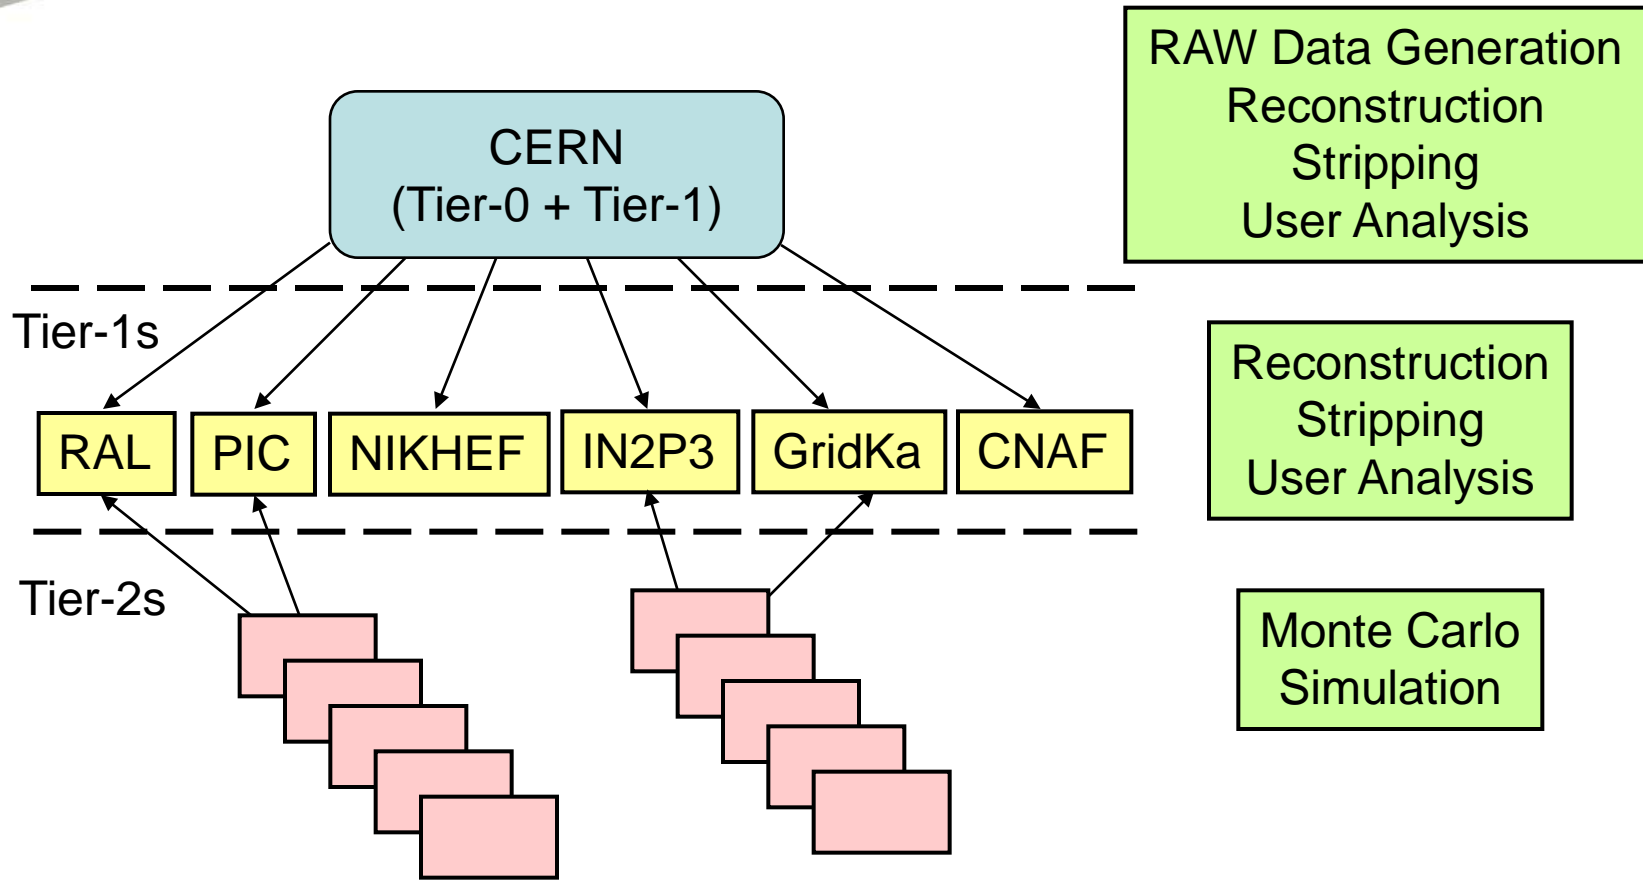 RAW Data Generation
Reconstruction
Stripping
User Analysis
CERN
(Tier-0 + Tier-1)
Tier-1s
RAL
PIC
NIKHEF
IN2P3
GridKa
CNAF
Reconstruction
Stripping
User Analysis
Tier-2s
Monte Carlo
Simulation